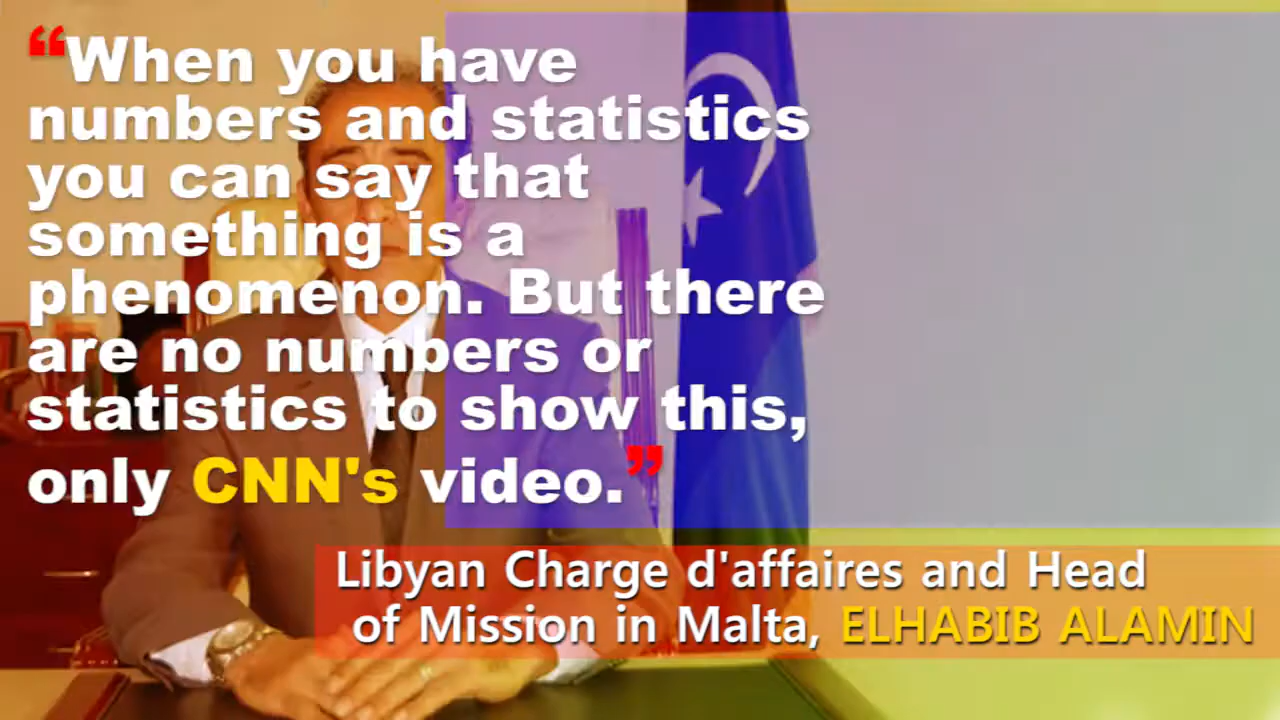 “When you have
numbers and statistics
you can say that
something is a
phenomenon. But there
are no numbers or
statistics to show this,
only CNN's video.”
Libyan Charge d'affaires and Head
of Mission in Malta, ELHABIB ALAMIN